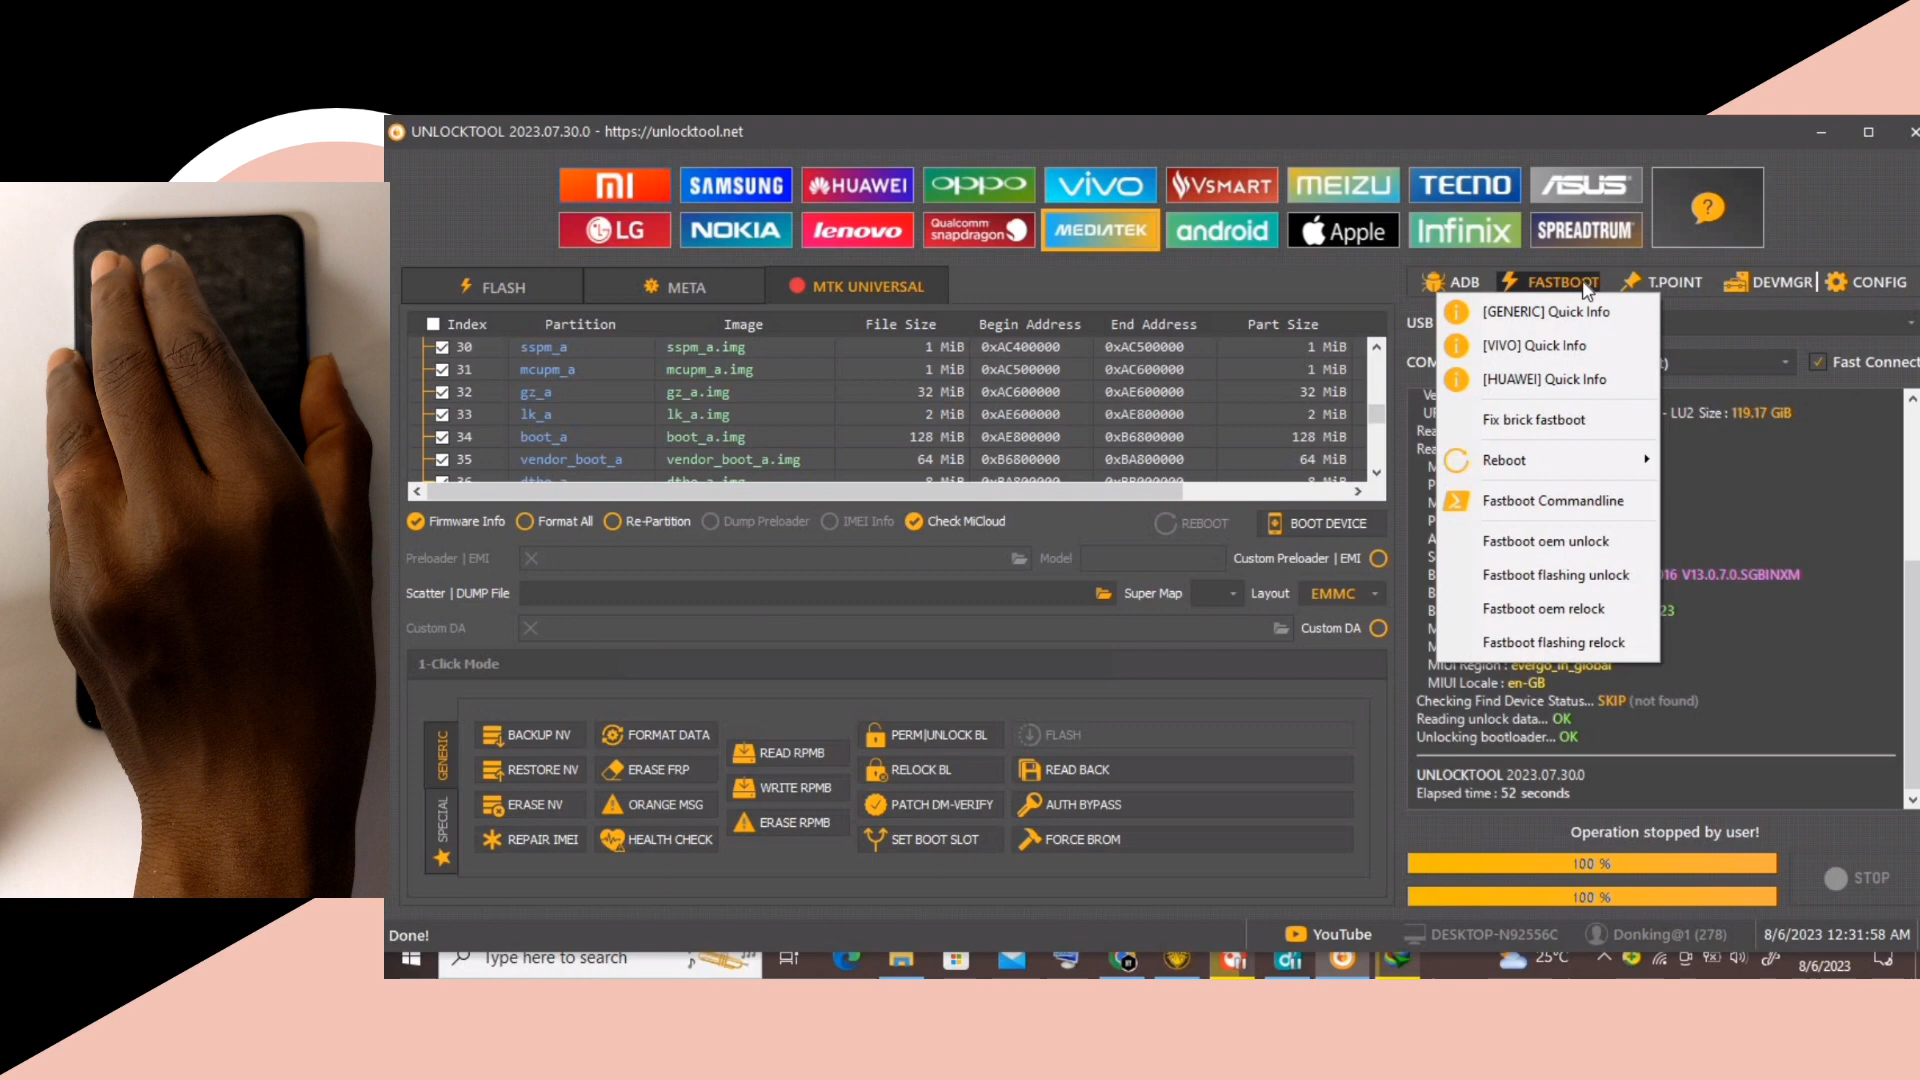 UNLOCKTOOL 2023.07.30.0 - https://unlocktool.net
MI SAMSUNG HUAWEI oppo vivo VSMART MEIZU TECNO ASUS ?
LG NOKIA lenovo Qualcomm snapdragon MEDIATEK android Apple Infinix SPREADTRUM
FLASH META MTK UNIVERSAL
ADB FASTBOOT T.POINT DEVMGR CONFIG
Index Partition Image File Size Begin Address End Address Part Size
30 sspm_a sspm_a.img 1 MiB 0xAC400000 0xAC500000 1 MiB
31 mcupm_a mcupm_a.img 1 MiB 0xAC500000 0xAC600000 1 MiB
32 gz_a gz_a.img 32 MiB 0xAC600000 0xAE600000 32 MiB
33 lk_a lk_a.img 2 MiB 0xAE600000 0xAE800000 2 MiB
34 boot_a boot_a.img 128 MiB 0xAE800000 0xB6800000 128 MiB
35 vendor_boot_a vendor_boot_a.img 64 MiB 0xB6800000 0xBA800000 64 MiB
Firmware Info Format All Re-Partition Dump Preloader IMEI Info Check MiCloud REBOOT BOOT DEVICE
Preloader | EMI Model Custom Preloader | EMI
Scatter | DUMP File Super Map Layout EMMC
Custom DA Custom DA
1-Click Mode
GENERIC
SPECIAL
BACKUP NV FORMAT DATA READ RPMB PERM|UNLOCK BL FLASH
RESTORE NV ERASE FRP WRITE RPMB RELOCK BL READ BACK
ERASE NV ORANGE MSG ERASE RPMB PATCH DM-VERIFY AUTH BYPASS
REPAIR IMEI HEALTH CHECK SET BOOT SLOT FORCE BROM
USB
COM
Fast Connect
[GENERIC] Quick Info
[VIVO] Quick Info
[HUAWEI] Quick Info
Fix brick fastboot
Reboot
Fastboot Commandline
Fastboot oem unlock
Fastboot flashing unlock
Fastboot oem relock
Fastboot flashing relock
- LU2 Size : 119.17 GiB
16 V13.0.7.0.SGBINXM
23
MIUI Region : evergo_in_global
MIUI Locale : en-GB
Checking Find Device Status... SKIP (not found)
Reading unlock data... OK
Unlocking bootloader... OK
UNLOCKTOOL 2023.07.30.0
Elapsed time : 52 seconds
Operation stopped by user!
100 %
100 %
STOP
Done! YouTube DESKTOP-N92556C Donking@1 (278) 8/6/2023 12:31:58 AM
Type here to search
25°C
8/6/2023